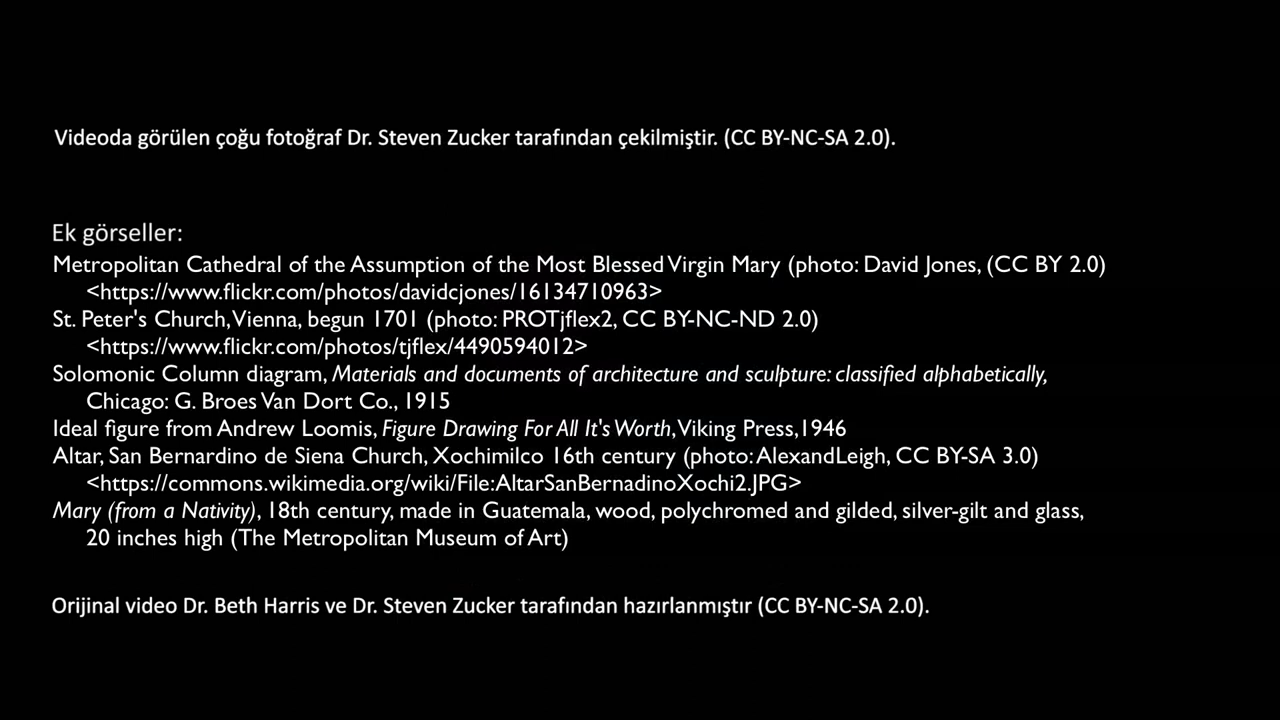 Videoda görülen çoğu fotoğraf Dr. Steven Zucker tarafından çekilmiştir. (CC BY-NC-SA 2.0).
Ek görseller:
Metropolitan Cathedral of the Assumption of the Most Blessed Virgin Mary (photo: David Jones, (CC BY 2.0)
<https://www.flickr.com/photos/davidcjones/16134710963>
St. Peter's Church, Vienna, begun 1701 (photo: PROTjflex2, CC BY-NC-ND 2.0)
<https://www.flickr.com/photos/tjflex/4490594012>
Solomonic Column diagram, Materials and documents of architecture and sculpture: classified alphabetically,
Chicago: G. Broes Van Dort Co., 1915
Ideal figure from Andrew Loomis, Figure Drawing For All It's Worth, Viking Press,1946
Altar, San Bernardino de Siena Church, Xochimilco 16th century (photo: AlexandLeigh, CC BY-SA 3.0)
<https://commons.wikimedia.org/wiki/File:AltarSanBernadinoXochi2.JPG>
Mary (from a Nativity), 18th century, made in Guatemala, wood, polychromed and gilded, silver-gilt and glass,
20 inches high (The Metropolitan Museum of Art)
Orijinal video Dr. Beth Harris ve Dr. Steven Zucker tarafından hazırlanmıştır (CC BY-NC-SA 2.0).